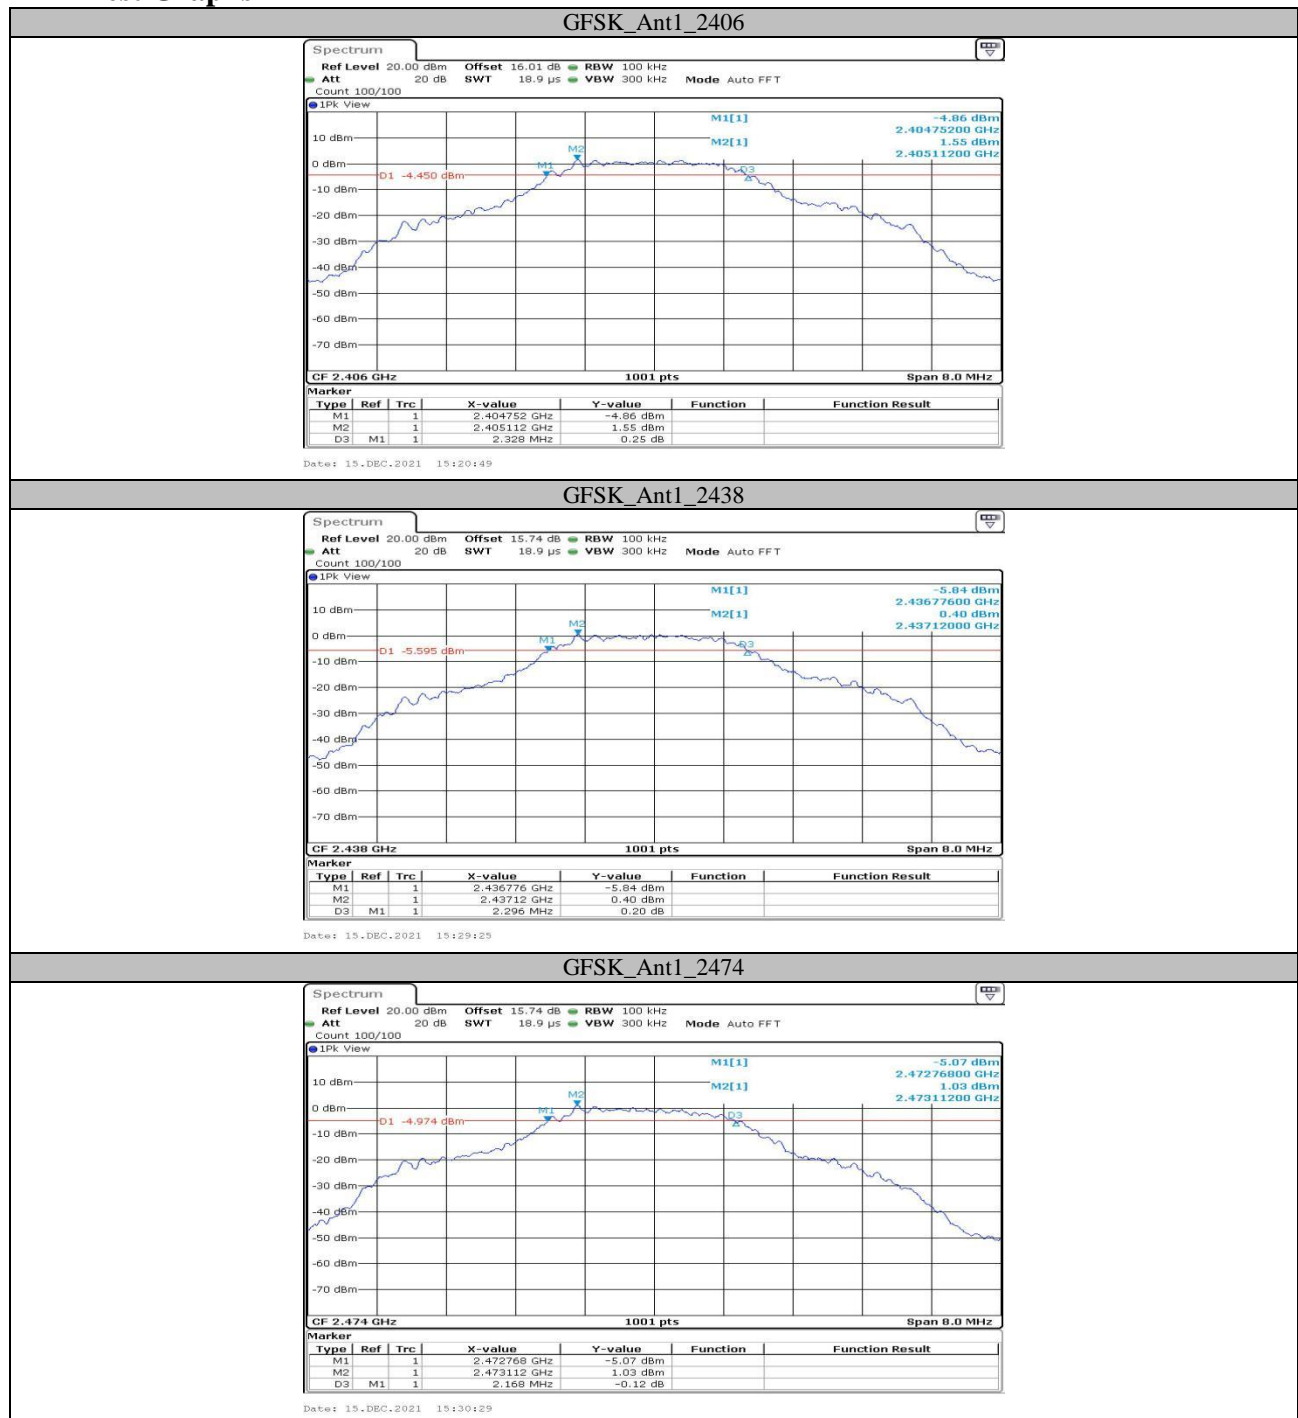 GFSK_Ant1_2406
Spectrum
Ref Level 20.00 dBm Offset 16.01 dB RBW 100 kHz
Att 20 dB SWT 18.9 µs VBW 300 kHz Mode Auto FFT
Count 100/100
1Pk View
M1[1] -4.86 dBm
2.40475200 GHz
10 dBm
M2[1] 1.55 dBm
2.40511200 GHz
M2
0 dBm
M1
D3
D1 -4.450 dBm
-10 dBm
-20 dBm
-30 dBm
-40 dBm
-50 dBm
-60 dBm
-70 dBm
CF 2.406 GHz 1001 pts Span 8.0 MHz
Marker
Type Ref Trc X-value Y-value Function Function Result
M1 1 2.404752 GHz -4.86 dBm
M2 1 2.405112 GHz 1.55 dBm
D3 M1 1 2.328 MHz 0.25 dB
Date: 15.DEC.2021 15:20:49
GFSK_Ant1_2438
Spectrum
Ref Level 20.00 dBm Offset 15.74 dB RBW 100 kHz
Att 20 dB SWT 18.9 µs VBW 300 kHz Mode Auto FFT
Count 100/100
1Pk View
M1[1] -5.84 dBm
2.43677600 GHz
10 dBm
M2[1] 0.40 dBm
2.43712000 GHz
M2
0 dBm
M1
D3
D1 -5.595 dBm
-10 dBm
-20 dBm
-30 dBm
-40 dBm
-50 dBm
-60 dBm
-70 dBm
CF 2.438 GHz 1001 pts Span 8.0 MHz
Marker
Type Ref Trc X-value Y-value Function Function Result
M1 1 2.436776 GHz -5.84 dBm
M2 1 2.43712 GHz 0.40 dBm
D3 M1 1 2.296 MHz 0.20 dB
Date: 15.DEC.2021 15:29:25
GFSK_Ant1_2474
Spectrum
Ref Level 20.00 dBm Offset 15.74 dB RBW 100 kHz
Att 20 dB SWT 18.9 µs VBW 300 kHz Mode Auto FFT
Count 100/100
1Pk View
M1[1] -5.07 dBm
2.47276800 GHz
10 dBm
M2[1] 1.03 dBm
2.47311200 GHz
M2
0 dBm
M1
D3
D1 -4.974 dBm
-10 dBm
-20 dBm
-30 dBm
-40 dBm
-50 dBm
-60 dBm
-70 dBm
CF 2.474 GHz 1001 pts Span 8.0 MHz
Marker
Type Ref Trc X-value Y-value Function Function Result
M1 1 2.472768 GHz -5.07 dBm
M2 1 2.473112 GHz 1.03 dBm
D3 M1 1 2.168 MHz -0.12 dB
Date: 15.DEC.2021 15:30:29